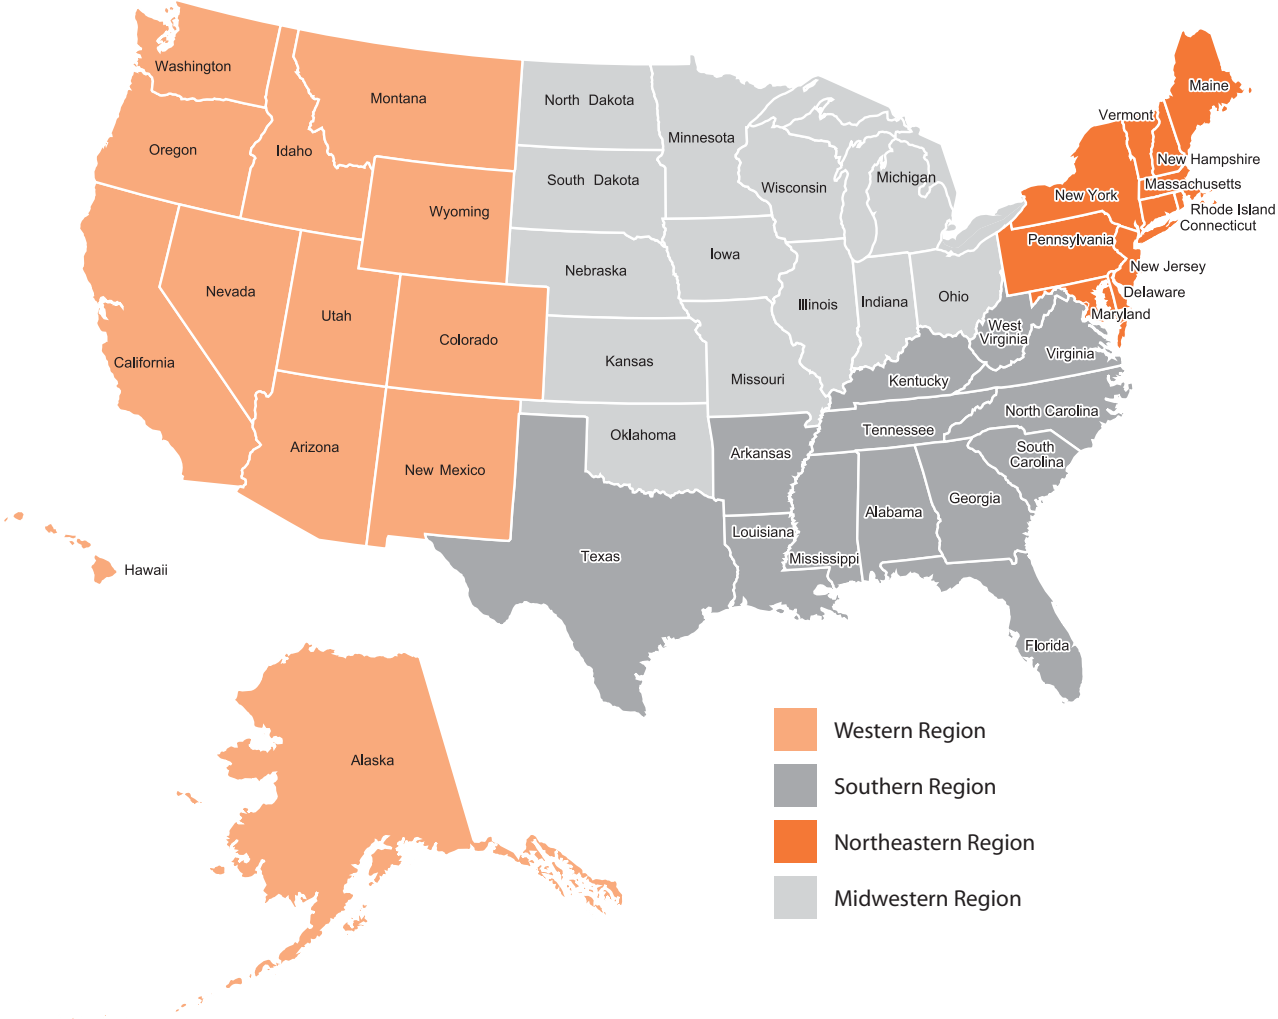 Washington
Montana
North Dakota
Minnesota
Maine
Vermont
Oregon
Idaho
New Hampshire
South Dakota
Wisconsin
Michigan
Massachusetts
New York
Wyoming
Rhode Island
Connecticut
Pennsylvania
Iowa
Nebraska
New Jersey
Nevada
Utah
Illinois
Indiana
Ohio
Delaware
Maryland
Colorado
West
Virginia
Virginia
California
Kansas
Missouri
Kentucky
North Carolina
Arizona
Oklahoma
Tennessee
New Mexico
Arkansas
South
Carolina
Georgia
Alabama
Louisiana
Mississippi
Texas
Hawaii
Florida
Alaska
Western Region
Southern Region
Northeastern Region
Midwestern Region